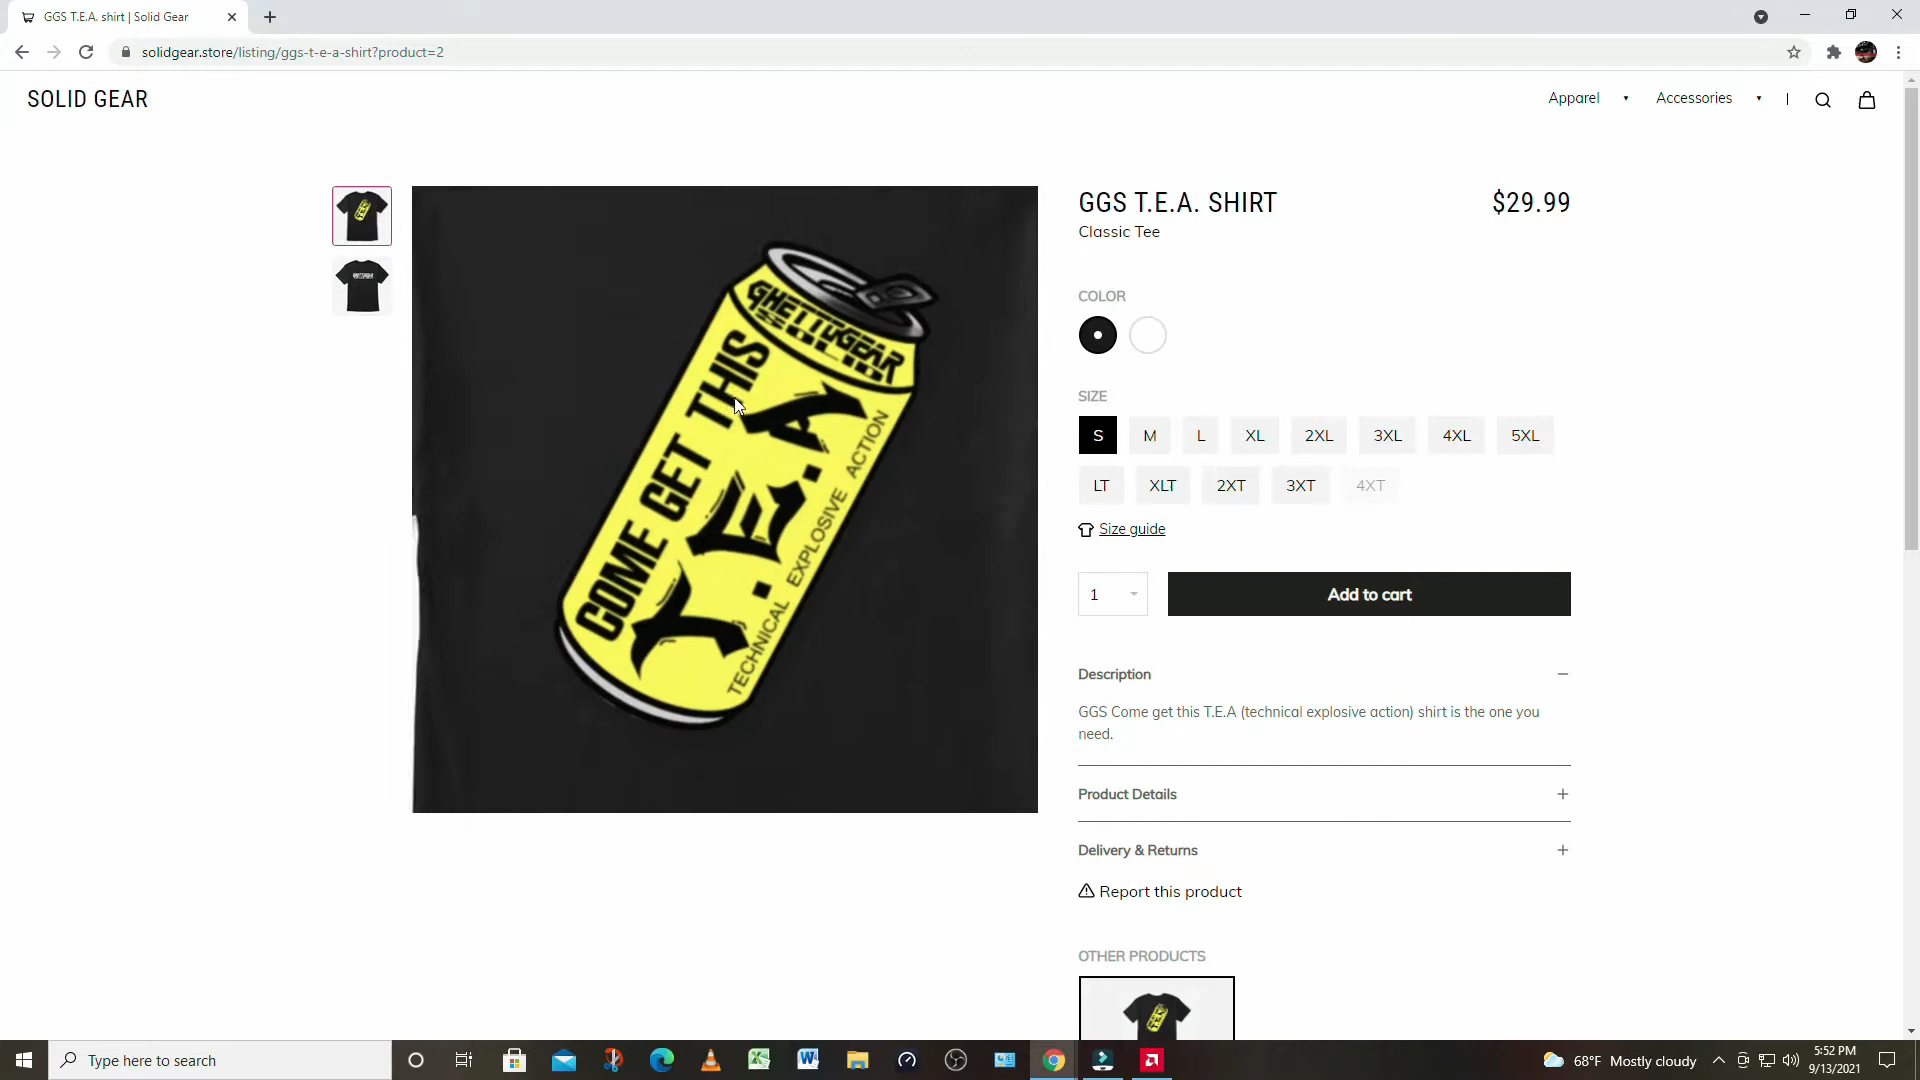 GGS T.E.A. shirt | Solid Gear
solidgear.store/listing/ggs-t-e-a-shirt?product=2
SOLID GEAR
Apparel
Accessories
GHETTOGEAR
SOLID
COME GET THIS
T.E.A
TECHNICAL EXPLOSIVE ACTION
GGS T.E.A. SHIRT
$29.99
Classic Tee
COLOR
SIZE
S M L XL 2XL 3XL 4XL 5XL
LT XLT 2XT 3XT 4XT
Size guide
1
Add to cart
Description
GGS Come get this T.E.A (technical explosive action) shirt is the one you
need.
Product Details
Delivery & Returns
Report this product
OTHER PRODUCTS
Type here to search
68°F Mostly cloudy
5:52 PM
9/13/2021